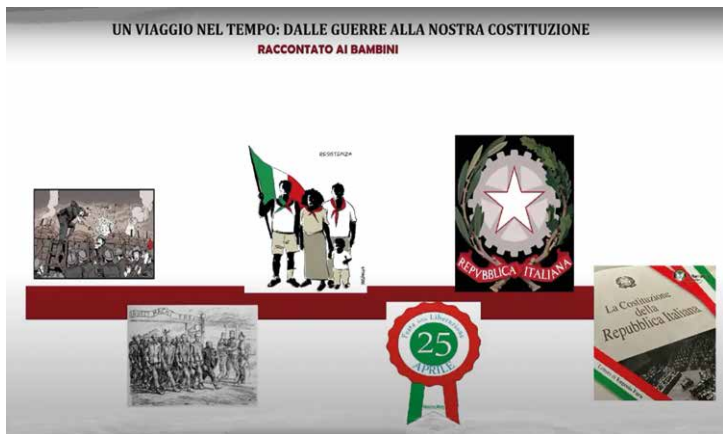 UN VIAGGIO NEL TEMPO: DALLE GUERRE ALLA NOSTRA COSTITUZIONE
RACCONTATO AI BAMBINI
RESISTENZA
REPVBBLICA ITALIANA
Festa della Liberazione
25
APRILE
La Costituzione
della
Repubblica Italiana